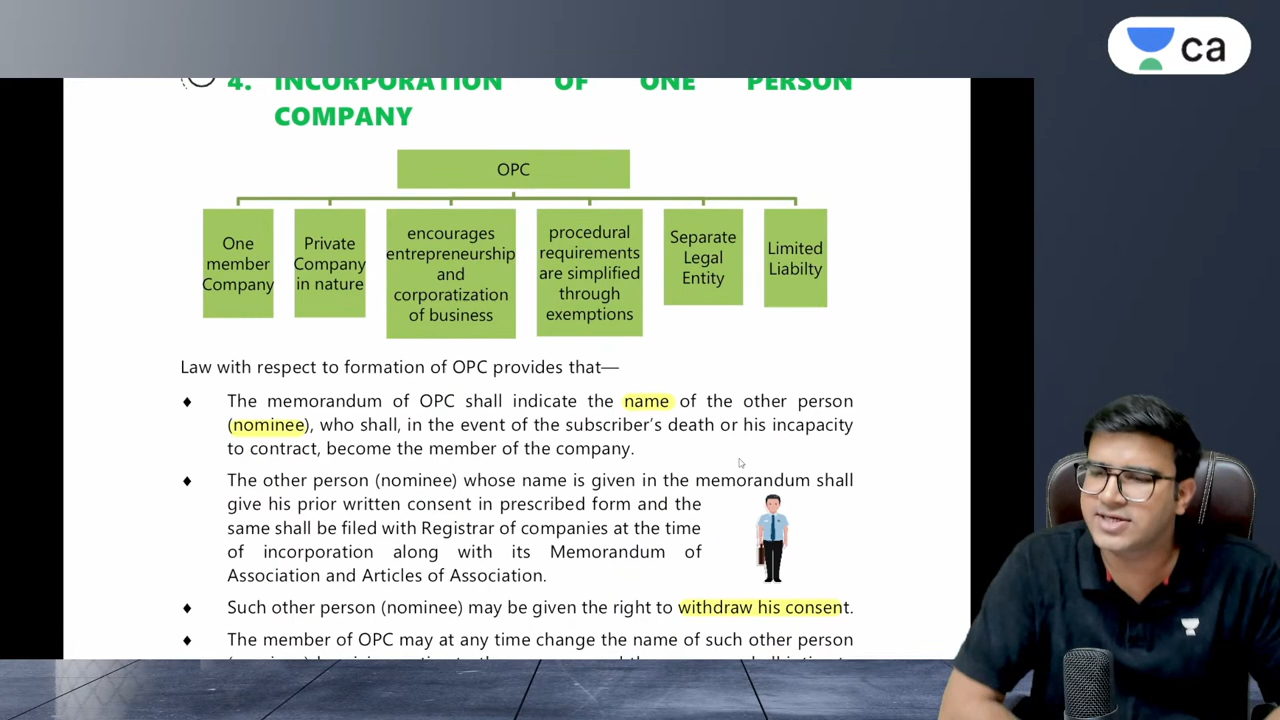 ca
4. INCORPORATION OF ONE PERSON
COMPANY
OPC
One
member
Company
Private
Company
in nature
encourages
entrepreneurship
and
corporatization
of business
procedural
requirements
are simplified
through
exemptions
Separate
Legal
Entity
Limited
Liabilty
Law with respect to formation of OPC provides that—
♦ The memorandum of OPC shall indicate the name of the other person
(nominee), who shall, in the event of the subscriber's death or his incapacity
to contract, become the member of the company.
♦ The other person (nominee) whose name is given in the memorandum shall
give his prior written consent in prescribed form and the
same shall be filed with Registrar of companies at the time
of incorporation along with its Memorandum of
Association and Articles of Association.
♦ Such other person (nominee) may be given the right to withdraw his consent.
♦ The member of OPC may at any time change the name of such other person